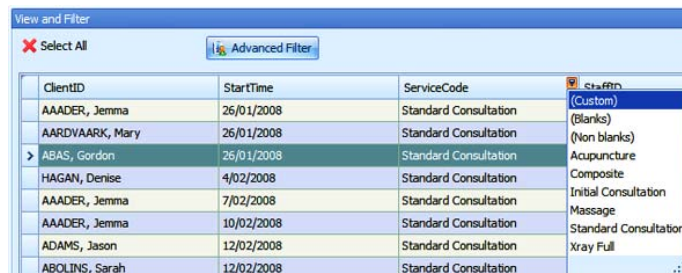 View and Filter
Select All
Advanced Filter
ClientID StartTime ServiceCode StaffID
AAADER, Jemma 26/01/2008 Standard Consultation
AARDVAARK, Mary 26/01/2008 Standard Consultation
ABAS, Gordon 26/01/2008 Standard Consultation
HAGAN, Denise 4/02/2008 Standard Consultation
AAADER, Jemma 7/02/2008 Standard Consultation
AAADER, Jemma 10/02/2008 Standard Consultation
ADAMS, Jason 12/02/2008 Standard Consultation
ABOLINS, Sarah 12/02/2008 Standard Consultation
(Custom)
(Blanks)
(Non blanks)
Acupuncture
Composite
Initial Consultation
Massage
Standard Consultation
Xray Full